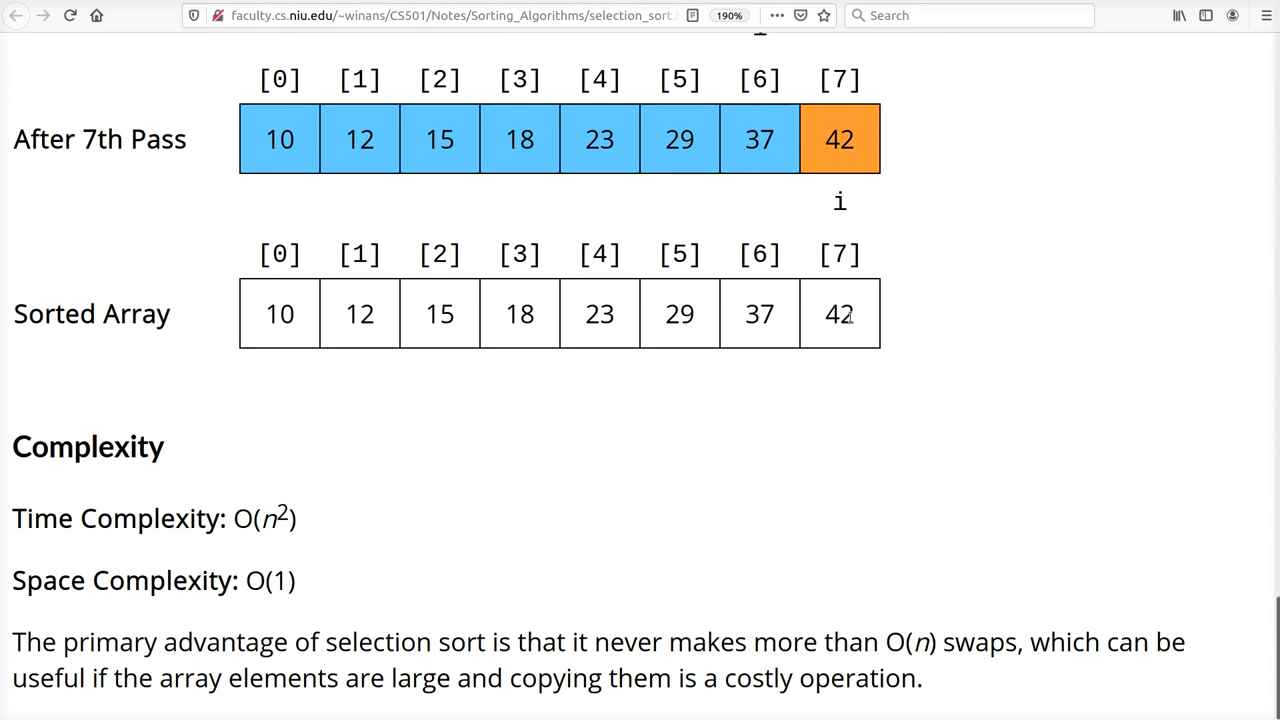 faculty.cs.niu.edu/~winans/CS501/Notes/Sorting_Algorithms/selection_sort. 190% Search
[0] [1] [2] [3] [4] [5] [6] [7]
After 7th Pass 10 12 15 18 23 29 37 42
i
[0] [1] [2] [3] [4] [5] [6] [7]
Sorted Array 10 12 15 18 23 29 37 42
Complexity
Time Complexity: O(n²)
Space Complexity: O(1)
The primary advantage of selection sort is that it never makes more than O(n) swaps, which can be
useful if the array elements are large and copying them is a costly operation.